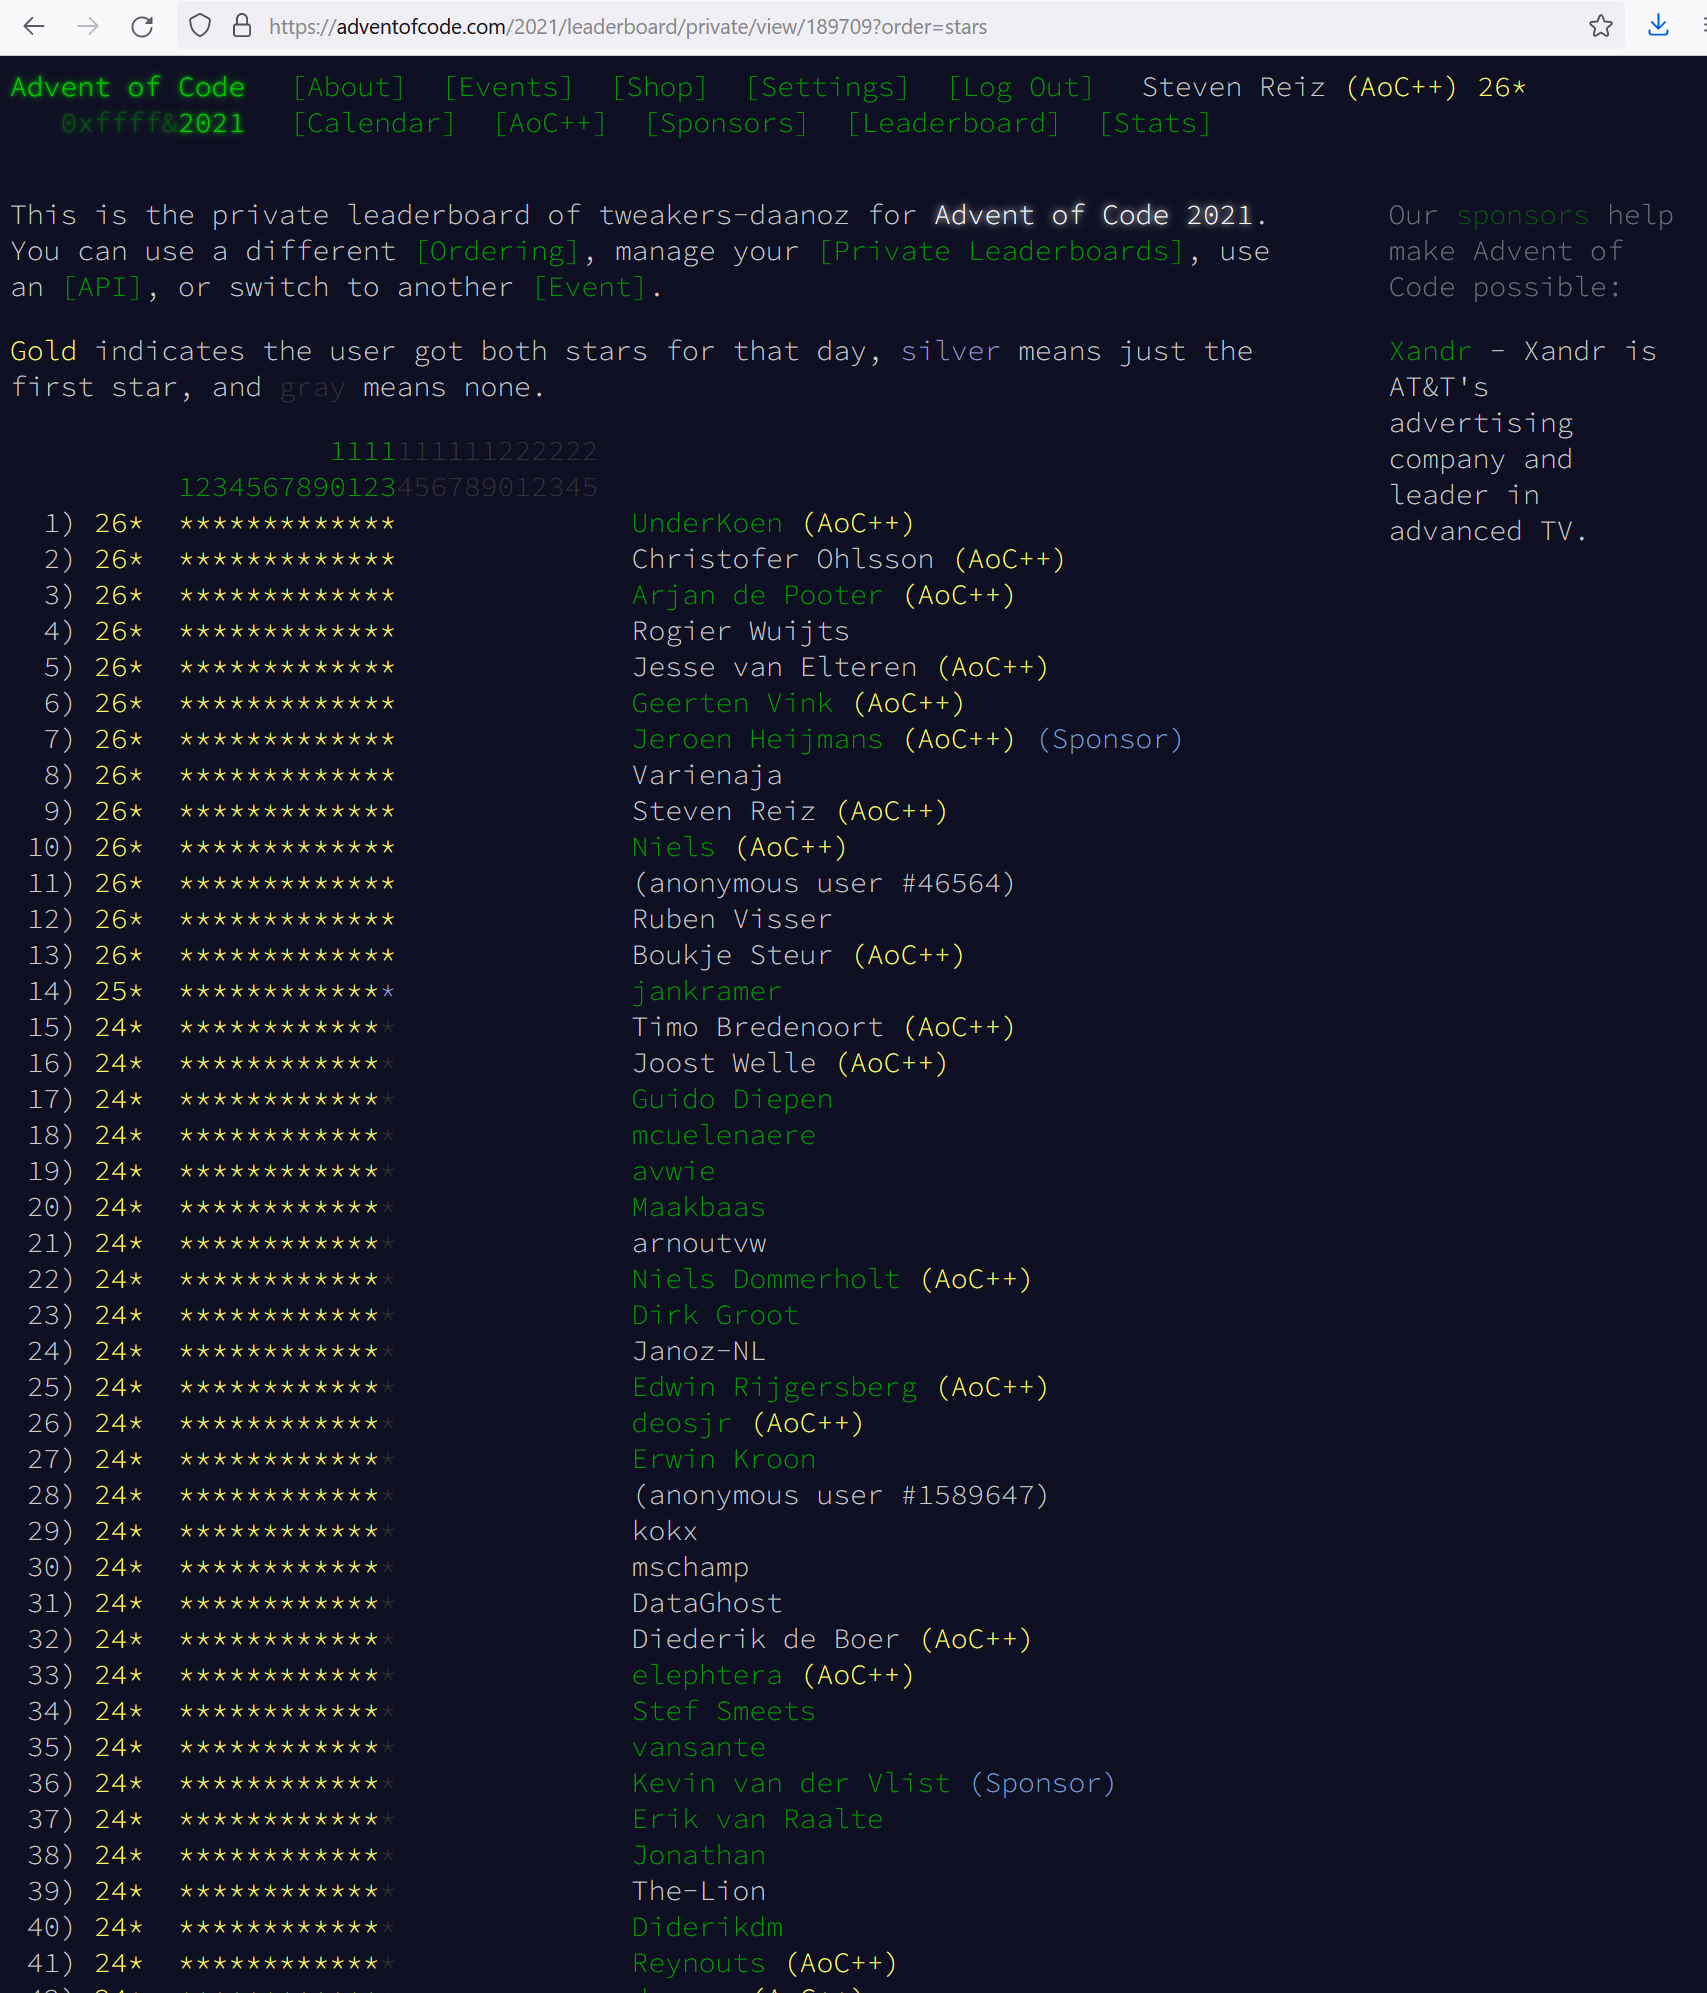 https://adventofcode.com/2021/leaderboard/private/view/189709?order=stars
Advent of Code [About] [Events] [Shop] [Settings] [Log Out] Steven Reiz (AoC++) 26*
0xffff&2021 [Calendar] [AoC++] [Sponsors] [Leaderboard] [Stats]
This is the private leaderboard of tweakers-daanoz for Advent of Code 2021.
You can use a different [Ordering], manage your [Private Leaderboards], use
an [API], or switch to another [Event].
Gold indicates the user got both stars for that day, silver means just the
first star, and gray means none.
1111111111222222
1234567890123456789012345
1) 26* ************* UnderKoen (AoC++)
2) 26* ************* Christofer Ohlsson (AoC++)
3) 26* ************* Arjan de Pooter (AoC++)
4) 26* ************* Rogier Wuijts
5) 26* ************* Jesse van Elteren (AoC++)
6) 26* ************* Geerten Vink (AoC++)
7) 26* ************* Jeroen Heijmans (AoC++) (Sponsor)
8) 26* ************* Varienaja
9) 26* ************* Steven Reiz (AoC++)
10) 26* ************* Niels (AoC++)
11) 26* ************* (anonymous user #46564)
12) 26* ************* Ruben Visser
13) 26* ************* Boukje Steur (AoC++)
14) 25* ************* jankramer
15) 24* ************* Timo Bredenoort (AoC++)
16) 24* ************* Joost Welle (AoC++)
17) 24* ************* Guido Diepen
18) 24* ************* mcuelenaere
19) 24* ************* avwie
20) 24* ************* Maakbaas
21) 24* ************* arnoutvw
22) 24* ************* Niels Dommerholt (AoC++)
23) 24* ************* Dirk Groot
24) 24* ************* Janoz-NL
25) 24* ************* Edwin Rijgersberg (AoC++)
26) 24* ************* deosjr (AoC++)
27) 24* ************* Erwin Kroon
28) 24* ************* (anonymous user #1589647)
29) 24* ************* kokx
30) 24* ************* mschamp
31) 24* ************* DataGhost
32) 24* ************* Diederik de Boer (AoC++)
33) 24* ************* elephtera (AoC++)
34) 24* ************* Stef Smeets
35) 24* ************* vansante
36) 24* ************* Kevin van der Vlist (Sponsor)
37) 24* ************* Erik van Raalte
38) 24* ************* Jonathan
39) 24* ************* The-Lion
40) 24* ************* Diderikdm
41) 24* ************* Reynouts (AoC++)
Our sponsors help
make Advent of
Code possible:
Xandr - Xandr is
AT&T's
advertising
company and
leader in
advanced TV.